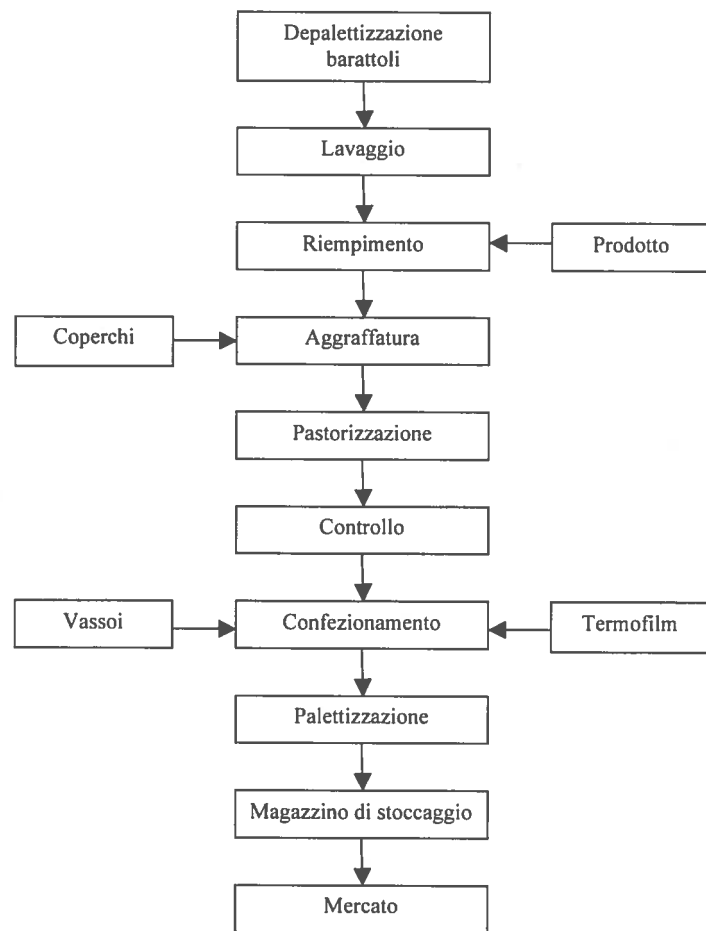 Depalettizzazione
barattoli
Lavaggio
Riempimento
Prodotto
Coperchi
Aggraffatura
Pastorizzazione
Controllo
Vassoi
Confezionamento
Termofilm
Palettizzazione
Magazzino di stoccaggio
Mercato